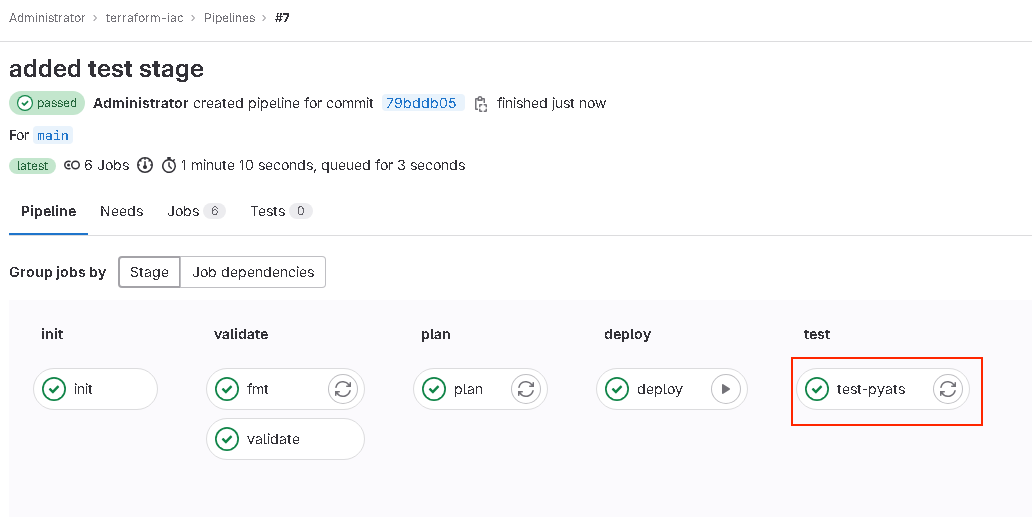 Administrator > terraform-iac > Pipelines > #7
added test stage
passed Administrator created pipeline for commit 79bddb05 finished just now
For main
latest 6 Jobs 1 minute 10 seconds, queued for 3 seconds
Pipeline Needs Jobs 6 Tests 0
Group jobs by Stage Job dependencies
init validate plan deploy test
init fmt plan deploy test-pyats
validate